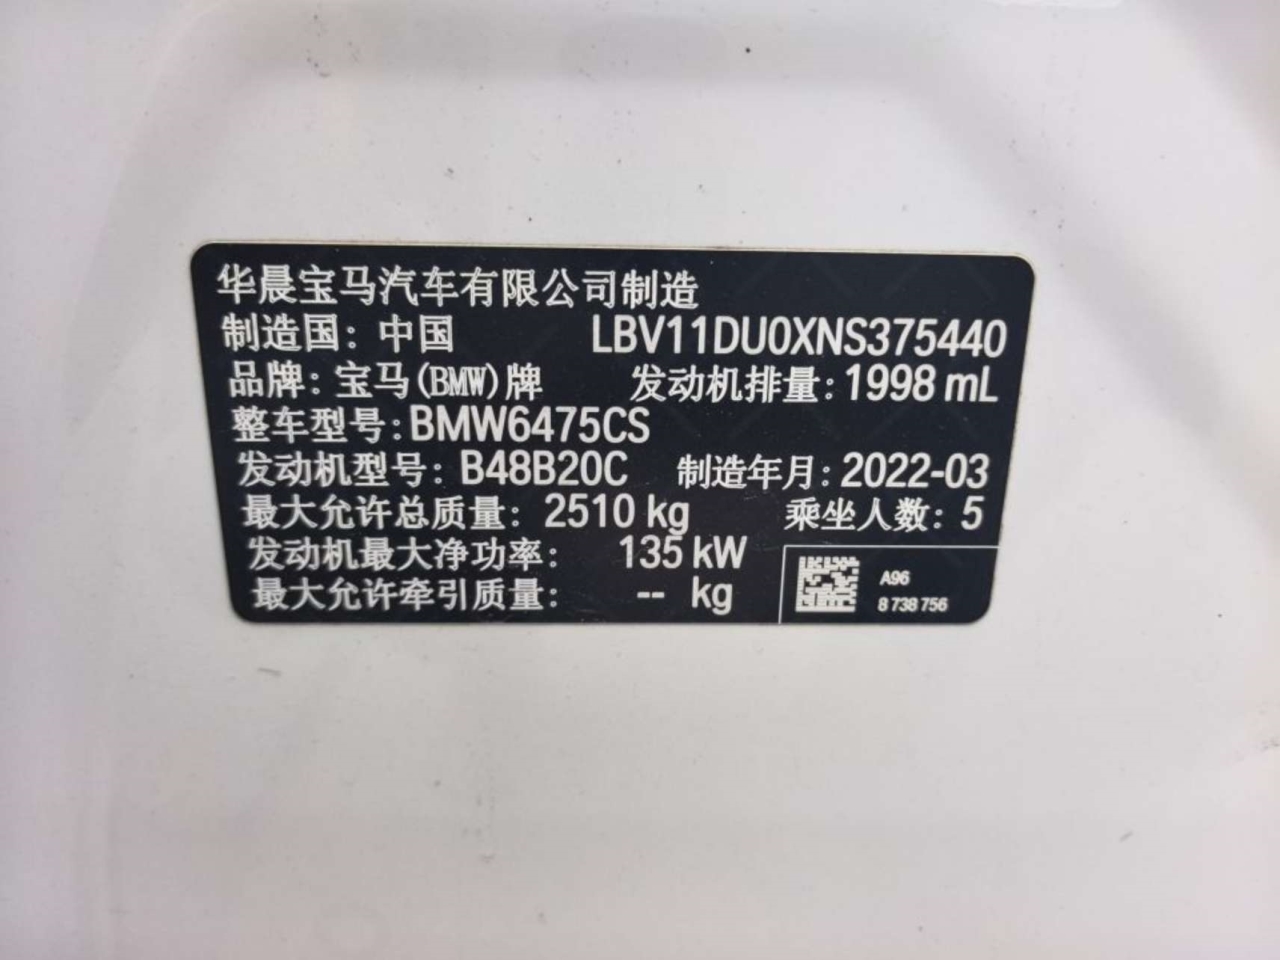 华晨宝马汽车有限公司制造
制造国：中国 LBV11DU0XNS375440
品牌：宝马(BMW)牌 发动机排量：1998 mL
整车型号：BMW6475CS
发动机型号：B48B20C 制造年月：2022-03
最大允许总质量：2510 kg 乘坐人数：5
发动机最大净功率：135 kW
最大允许牵引质量：-- kg
A96
8 738 756